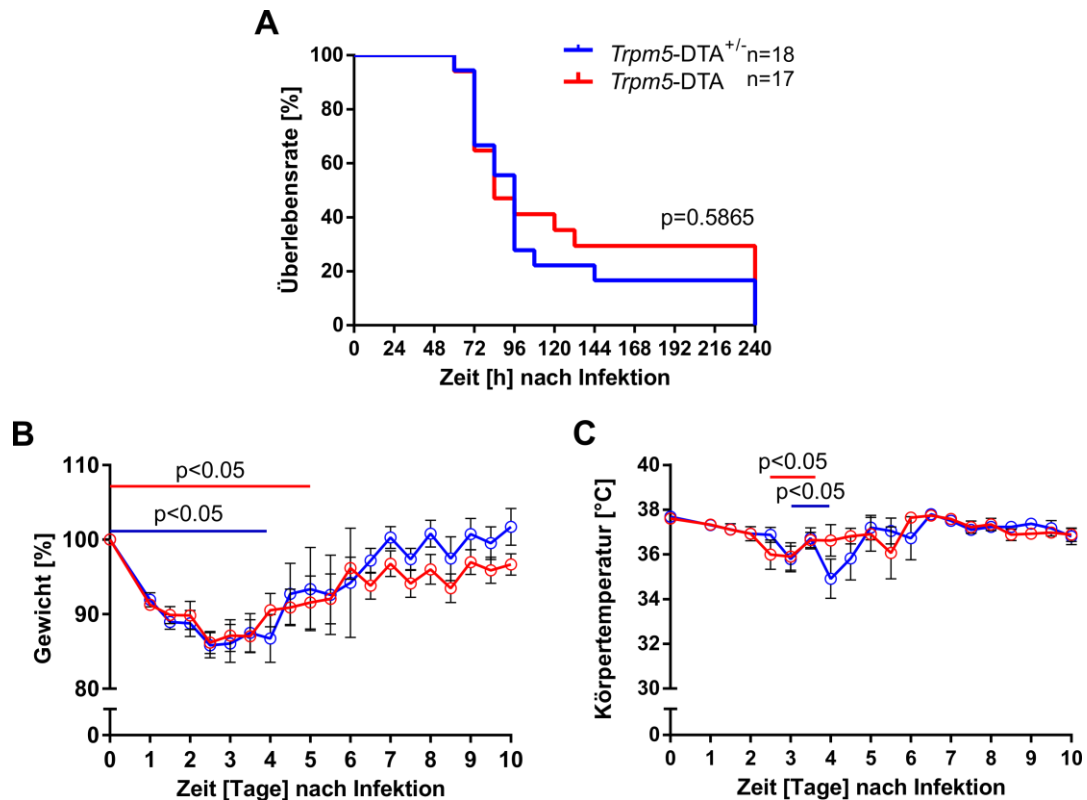 A
100
80
60
40
20
0
Überlebensrate [%]
Trpm5-DTA+/- n=18
Trpm5-DTA n=17
p=0.5865
0 24 48 72 96 120 144 168 192 216 240
Zeit [h] nach Infektion
B
110
100
90
80
0
Gewicht [%]
p<0.05
p<0.05
0 1 2 3 4 5 6 7 8 9 10
Zeit [Tage] nach Infektion
C
40
38
36
34
32
30
0
Körpertemperatur [°C]
p<0.05
p<0.05
0 1 2 3 4 5 6 7 8 9 10
Zeit [Tage] nach Infektion